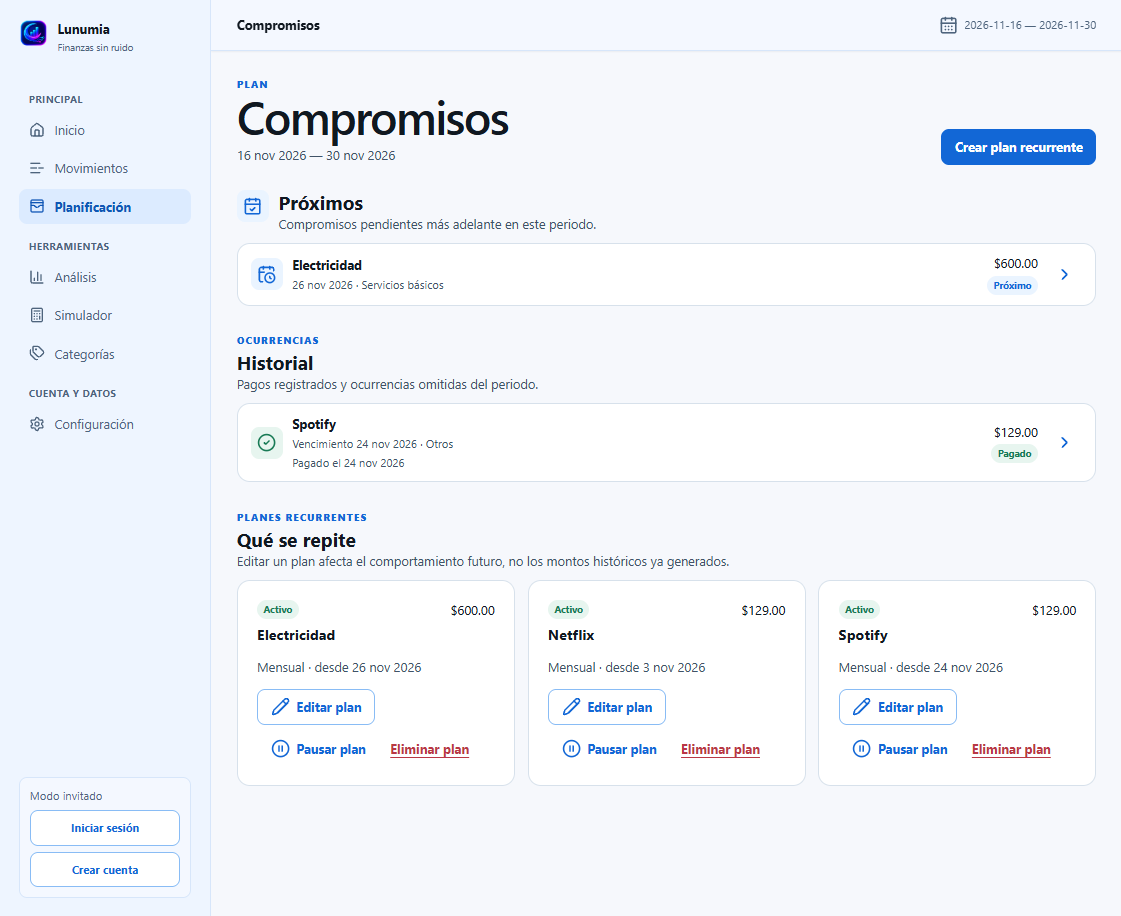 Lunumia
Finanzas sin ruido
PRINCIPAL
Inicio
Movimientos
Planificación
HERRAMIENTAS
Análisis
Simulador
Categorías
CUENTA Y DATOS
Configuración
Modo invitado
Iniciar sesión
Crear cuenta
Compromisos
2026-11-16 — 2026-11-30
PLAN
Compromisos
16 nov 2026 — 30 nov 2026
Crear plan recurrente
Próximos
Compromisos pendientes más adelante en este periodo.
Electricidad
26 nov 2026 · Servicios básicos
$600.00
Próximo
OCURRENCIAS
Historial
Pagos registrados y ocurrencias omitidas del periodo.
Spotify
Vencimiento 24 nov 2026 · Otros
Pagado el 24 nov 2026
$129.00
Pagado
PLANES RECURRENTES
Qué se repite
Editar un plan afecta el comportamiento futuro, no los montos históricos ya generados.
Activo
$600.00
Electricidad
Mensual · desde 26 nov 2026
Editar plan
Pausar plan
Eliminar plan
Activo
$129.00
Netflix
Mensual · desde 3 nov 2026
Editar plan
Pausar plan
Eliminar plan
Activo
$129.00
Spotify
Mensual · desde 24 nov 2026
Editar plan
Pausar plan
Eliminar plan